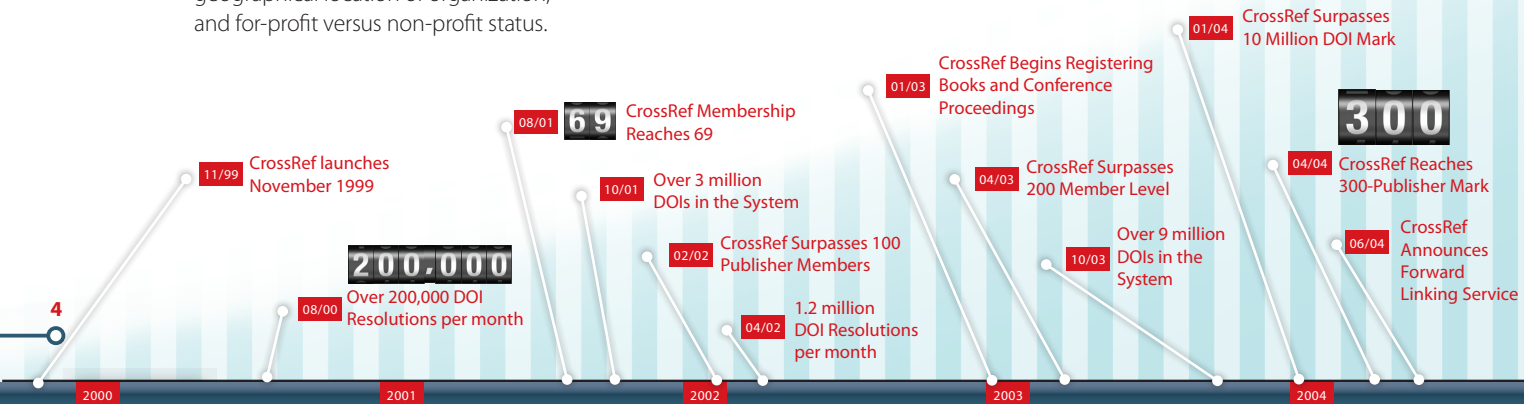 geographical location of organization,
and for-profit versus non-profit status.
4
11/99
CrossRef launches
November 1999
200,000
08/00
Over 200,000 DOI
Resolutions per month
08/01
69
CrossRef Membership
Reaches 69
10/01
Over 3 million
DOIs in the System
02/02
CrossRef Surpasses 100
Publisher Members
04/02
1.2 million
DOI Resolutions
per month
01/03
CrossRef Begins Registering
Books and Conference
Proceedings
04/03
CrossRef Surpasses
200 Member Level
10/03
Over 9 million
DOIs in the
System
01/04
CrossRef Surpasses
10 Million DOI Mark
300
04/04
CrossRef Reaches
300-Publisher Mark
06/04
CrossRef
Announces
Forward
Linking Service
2000
2001
2002
2003
2004